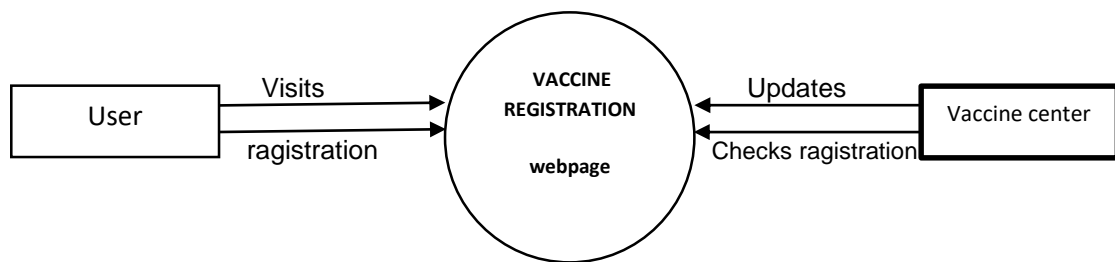 User
Visits
ragistration
VACCINE
REGISTRATION
webpage
Updates
Checks ragistration
Vaccine center